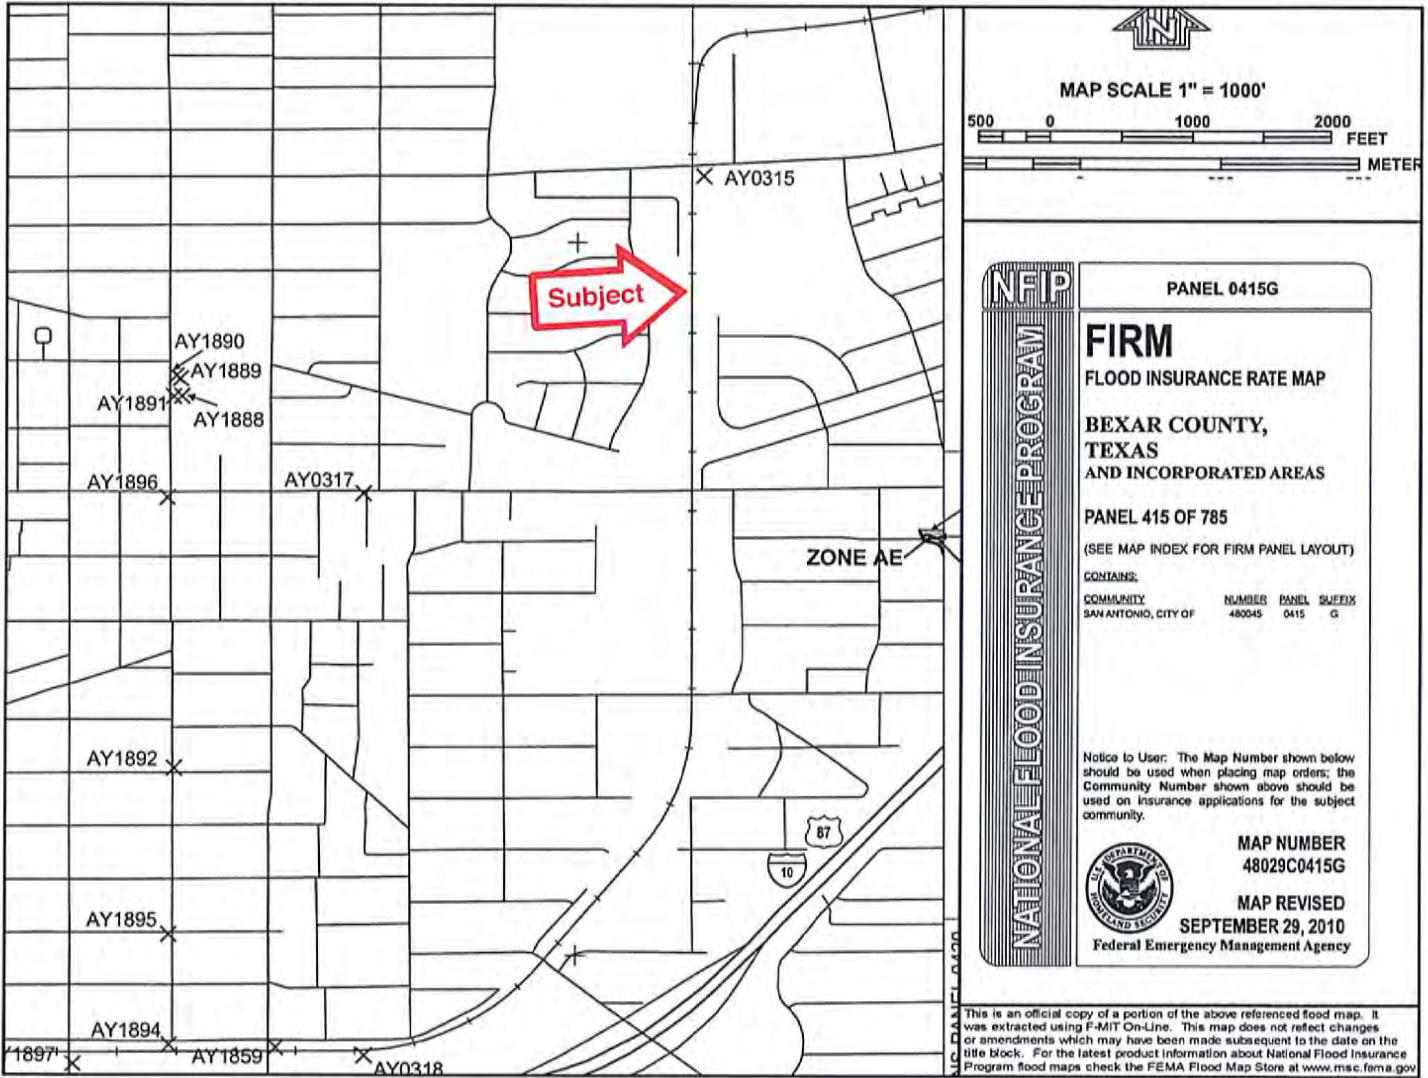 AY0315
Subject
AY1890
AY1889
AY1891
AY1888
AY1896
AY0317
ZONE AE
AY1892
87
10
AY1895
AY1894
1897
AY1859
AY0318
N
MAP SCALE 1" = 1000'
500 0 1000 2000
FEET
METER
NFIP
PANEL 0415G
NATIONAL FLOOD INSURANCE PROGRAM
FIRM
FLOOD INSURANCE RATE MAP
BEXAR COUNTY,
TEXAS
AND INCORPORATED AREAS
PANEL 415 OF 785
(SEE MAP INDEX FOR FIRM PANEL LAYOUT)
CONTAINS:
COMMUNITY NUMBER PANEL SUFFIX
SAN ANTONIO, CITY OF 480045 0415 G
Notice to User: The Map Number shown below
should be used when placing map orders; the
Community Number shown above should be
used on insurance applications for the subject
community.
MAP NUMBER
48029C0415G
MAP REVISED
SEPTEMBER 29, 2010
U.S. DEPARTMENT OF
HOMELAND SECURITY
Federal Emergency Management Agency
This is an official copy of a portion of the above referenced flood map. It
was extracted using F-MIT On-Line. This map does not reflect changes
or amendments which may have been made subsequent to the date on the
title block. For the latest product information about National Flood Insurance
Program flood maps check the FEMA Flood Map Store at www.msc.fema.gov